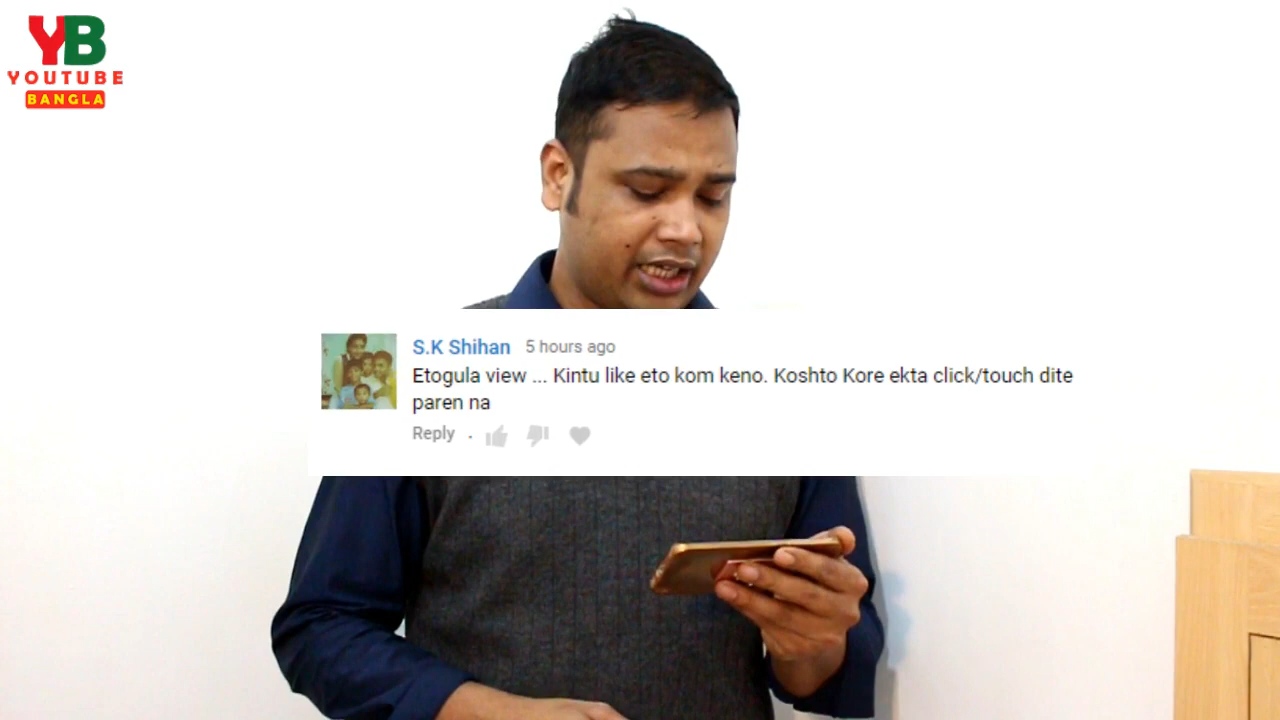 YB
YOUTUBE
BANGLA
S.K Shihan 5 hours ago
Etogula view ... Kintu like eto kom keno. Koshto Kore ekta click/touch dite
paren na
Reply .